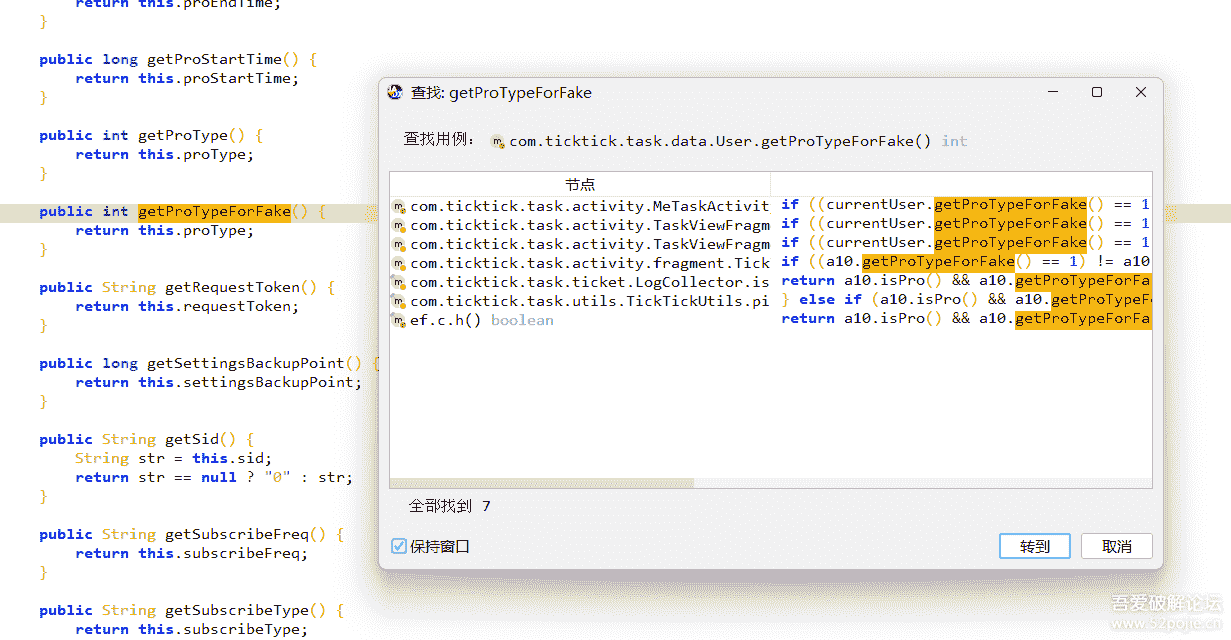 return this.proEndTime;
}
public long getProStartTime() {
return this.proStartTime;
}
public int getProType() {
return this.proType;
}
public int getProTypeForFake() {
return this.proType;
}
public String getRequestToken() {
return this.requestToken;
}
public long getSettingsBackupPoint() {
return this.settingsBackupPoint;
}
public String getSid() {
String str = this.sid;
return str == null ? "0" : str;
}
public String getSubscribeFreq() {
return this.subscribeFreq;
}
public String getSubscribeType() {
return this.subscribeType;
查找: getProTypeForFake
查找用例: m com.ticktick.task.data.User.getProTypeForFake() int
节点
com.ticktick.task.activity.MeTaskActivit if ((currentUser.getProTypeForFake() == 1
com.ticktick.task.activity.TaskViewFragm if ((currentUser.getProTypeForFake() == 1
com.ticktick.task.activity.TaskViewFragm if ((currentUser.getProTypeForFake() == 1
com.ticktick.task.activity.fragment.Tick if ((a10.getProTypeForFake() == 1) != a10
com.ticktick.task.ticket.LogCollector.is return a10.isPro() && a10.getProTypeForFa
com.ticktick.task.utils.TickTickUtils.pi } else if (a10.isPro() && a10.getProTypeF
ef.c.h() boolean return a10.isPro() && a10.getProTypeForFa
全部找到 7
保持窗口
转到
取消
吾爱破解论坛
www.52pojie.cn